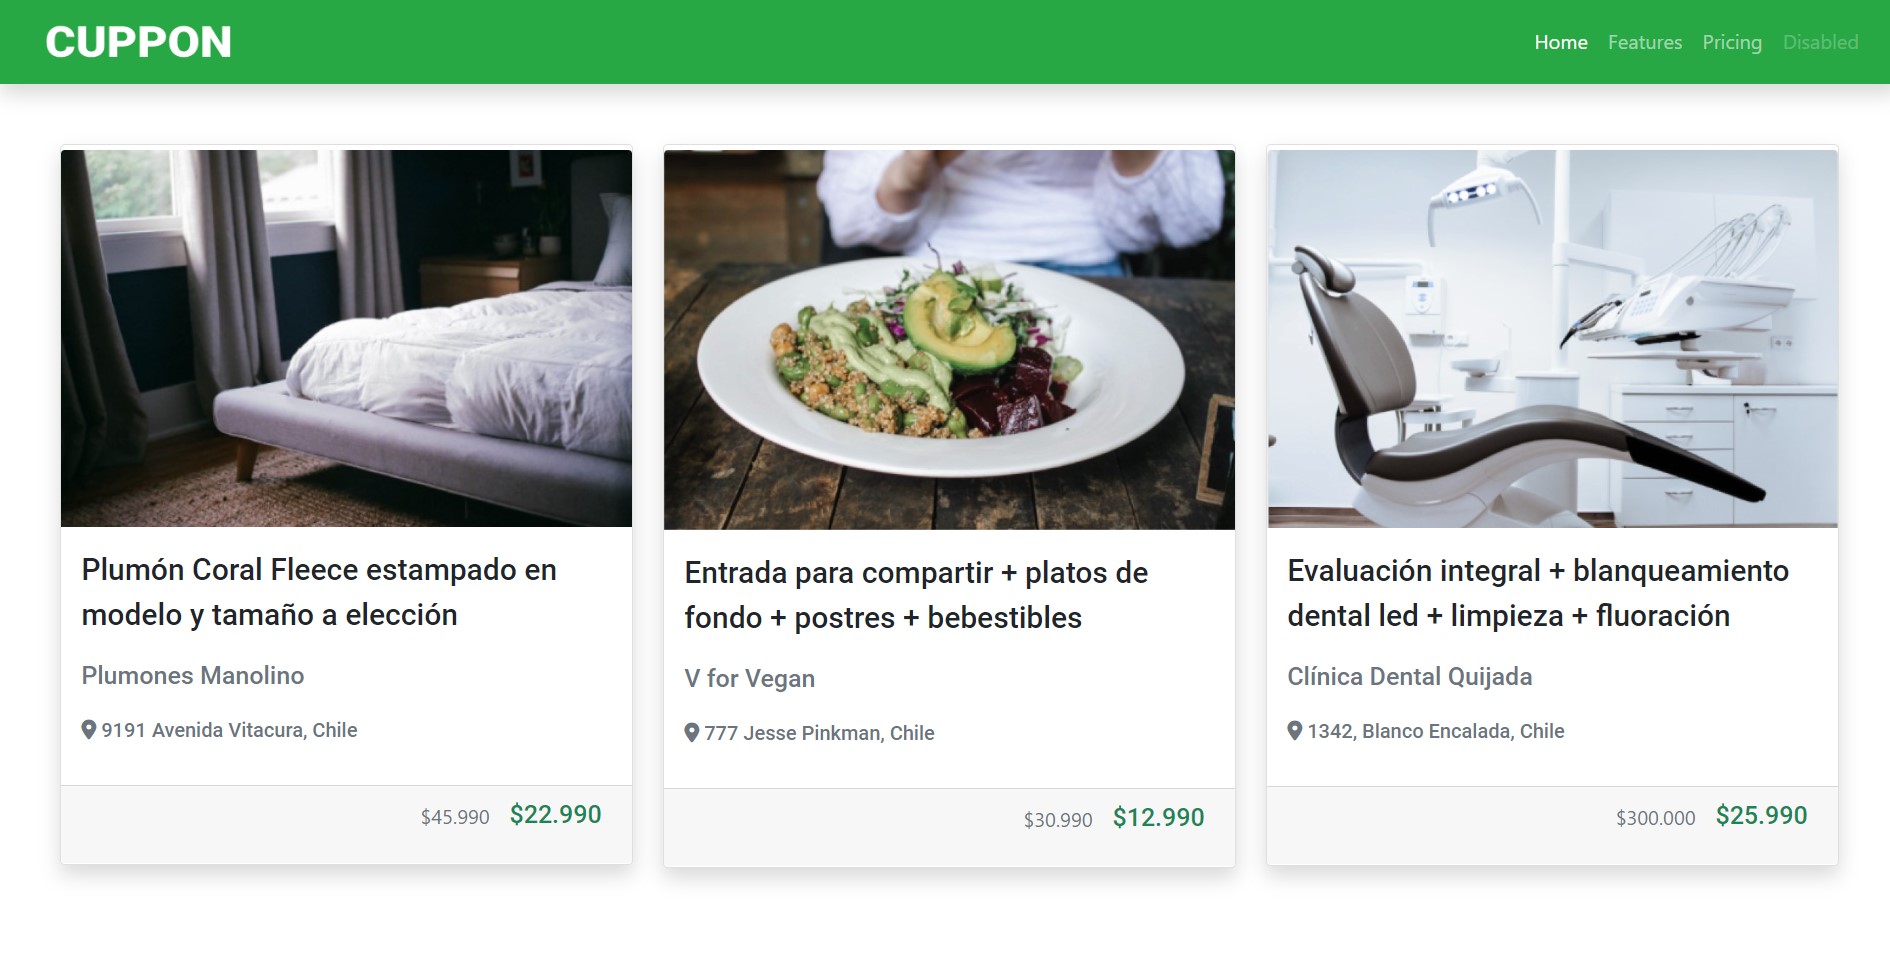 CUPPON
Home Features Pricing Disabled
Plumón Coral Fleece estampado en
modelo y tamaño a elección
Plumones Manolino
9191 Avenida Vitacura, Chile
$45.990 $22.990
Entrada para compartir + platos de
fondo + postres + bebestibles
V for Vegan
777 Jesse Pinkman, Chile
$30.990 $12.990
Evaluación integral + blanqueamiento
dental led + limpieza + fluoración
Clínica Dental Quijada
1342, Blanco Encalada, Chile
$300.000 $25.990